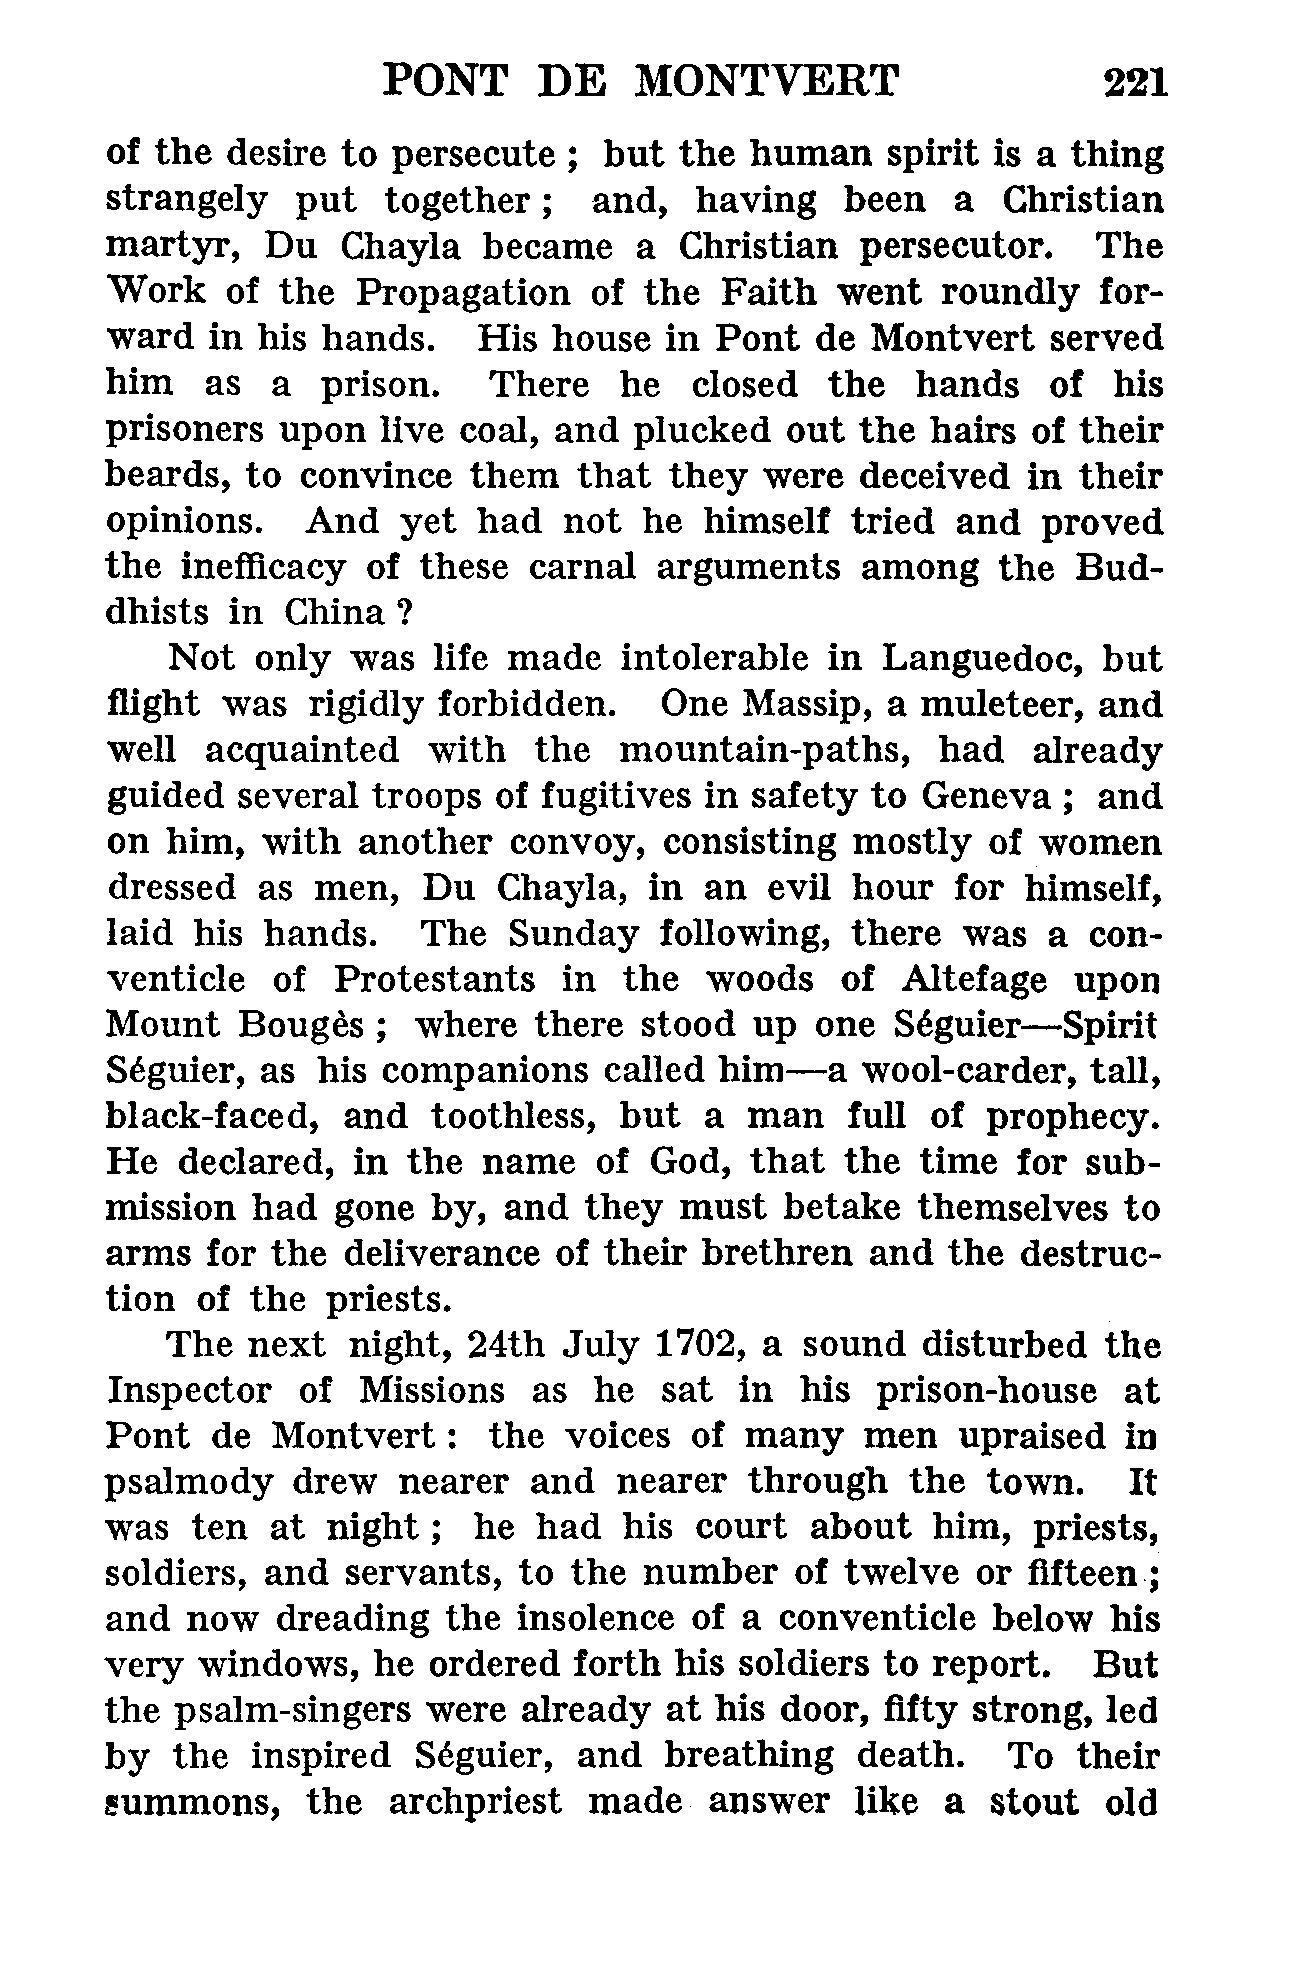 PONT DE MONTVERT 221
of the desire to persecute ; but the human spirit is a thing
strangely put together ; and, having been a Christian
martyr, Du Chayla became a Christian persecutor. The
Work of the Propagation of the Faith went roundly for-
ward in his hands. His house in Pont de Montvert served
him as a prison. There he closed the hands of his
prisoners upon live coal, and plucked out the hairs of their
beards, to convince them that they were deceived in their
opinions. And yet had not he himself tried and proved
the inefficacy of these carnal arguments among the Bud-
dhists in China ?
Not only was life made intolerable in Languedoc, but
flight was rigidly forbidden. One Massip, a muleteer, and
well acquainted with the mountain-paths, had already
guided several troops of fugitives in safety to Geneva ; and
on him, with another convoy, consisting mostly of women
dressed as men, Du Chayla, in an evil hour for himself,
laid his hands. The Sunday following, there was a con-
venticle of Protestants in the woods of Altefage upon
Mount Bougès ; where there stood up one Séguier—Spirit
Séguier, as his companions called him—a wool-carder, tall,
black-faced, and toothless, but a man full of prophecy.
He declared, in the name of God, that the time for sub-
mission had gone by, and they must betake themselves to
arms for the deliverance of their brethren and the destruc-
tion of the priests.
The next night, 24th July 1702, a sound disturbed the
Inspector of Missions as he sat in his prison-house at
Pont de Montvert : the voices of many men upraised in
psalmody drew nearer and nearer through the town. It
was ten at night ; he had his court about him, priests,
soldiers, and servants, to the number of twelve or fifteen ;
and now dreading the insolence of a conventicle below his
very windows, he ordered forth his soldiers to report. But
the psalm-singers were already at his door, fifty strong, led
by the inspired Séguier, and breathing death. To their
summons, the archpriest made answer like a stout old